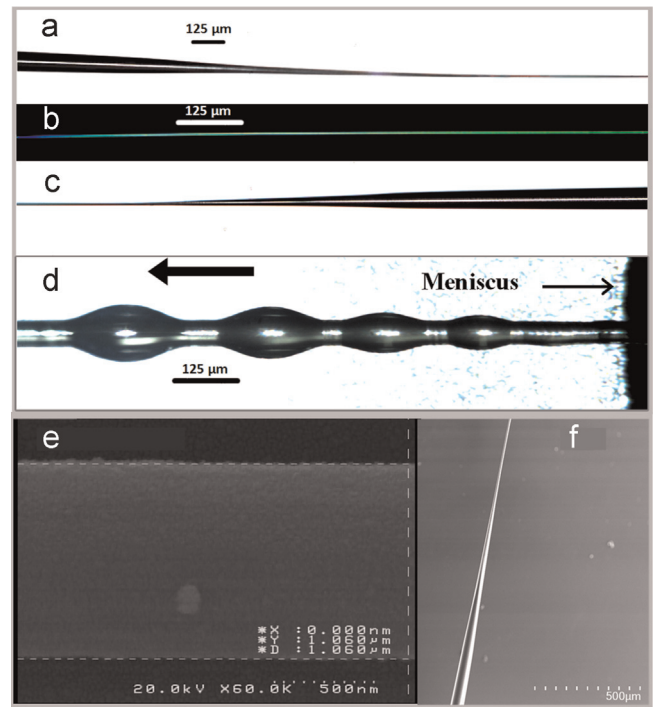 a
125 µm
b
125 µm
c
d
Meniscus
125 µm
e
f
*X :0.000nm
*Y :1.060µm
*D :1.060µm
20.0kV X60.0K 500nm
500µm